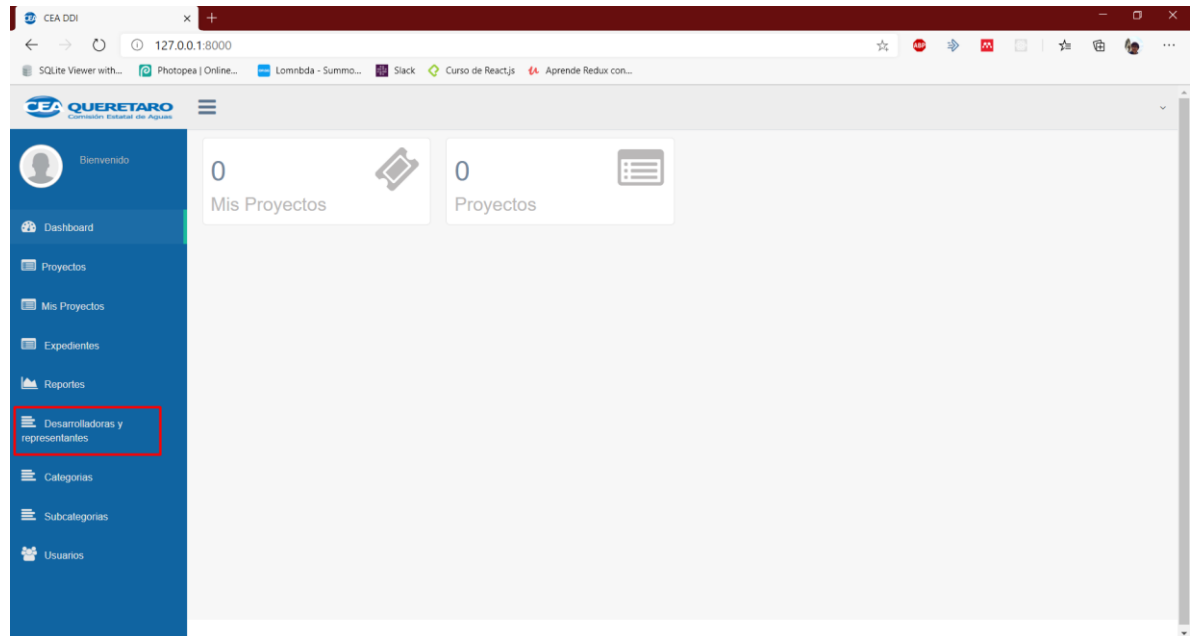 CEA DDI
127.0.0.1:8000
SQLite Viewer with... Photopea | Online... Lomnbda - Summo... Slack Curso de React.js Aprende Redux con...
CEA QUERETARO
Comisión Estatal de Aguas
Bienvenido
0
Mis Proyectos
0
Proyectos
Dashboard
Proyectos
Mis Proyectos
Expedientes
Reportes
Desarrolladoras y
representantes
Categorias
Subcategorias
Usuarios